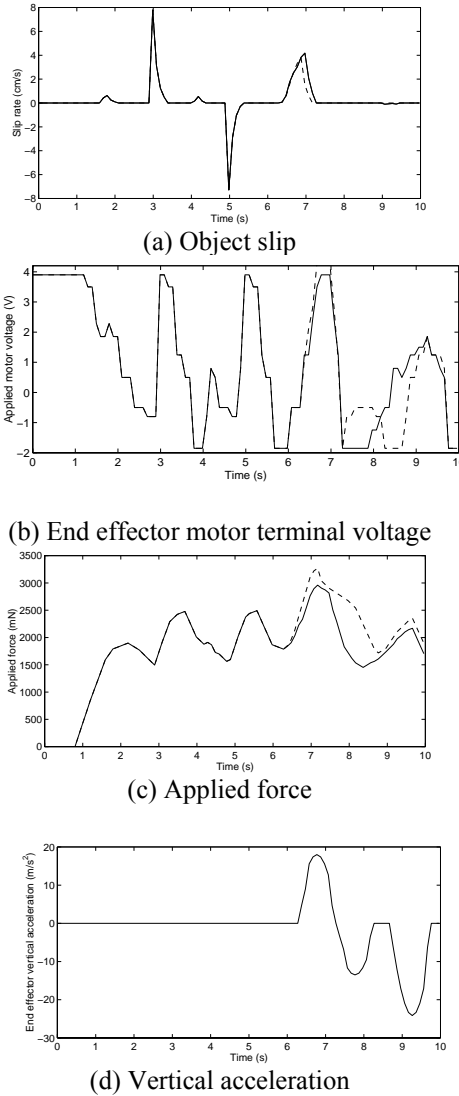 8
6
4
2
0
−2
−4
−6
−8
Slip rate (cm/s)
0 1 2 3 4 5 6 7 8 9 10
Time (s)
(a) Object slip
4
3
2
1
0
−1
−2
Applied motor voltage (V)
0 1 2 3 4 5 6 7 8 9 10
Time (s)
(b) End effector motor terminal voltage
3500
3000
2500
2000
1500
1000
500
0
Applied force (mN)
0 1 2 3 4 5 6 7 8 9 10
Time (s)
(c) Applied force
20
10
0
−10
−20
−30
End effector vertical acceleration (m/s²)
0 1 2 3 4 5 6 7 8 9 10
Time (s)
(d) Vertical acceleration